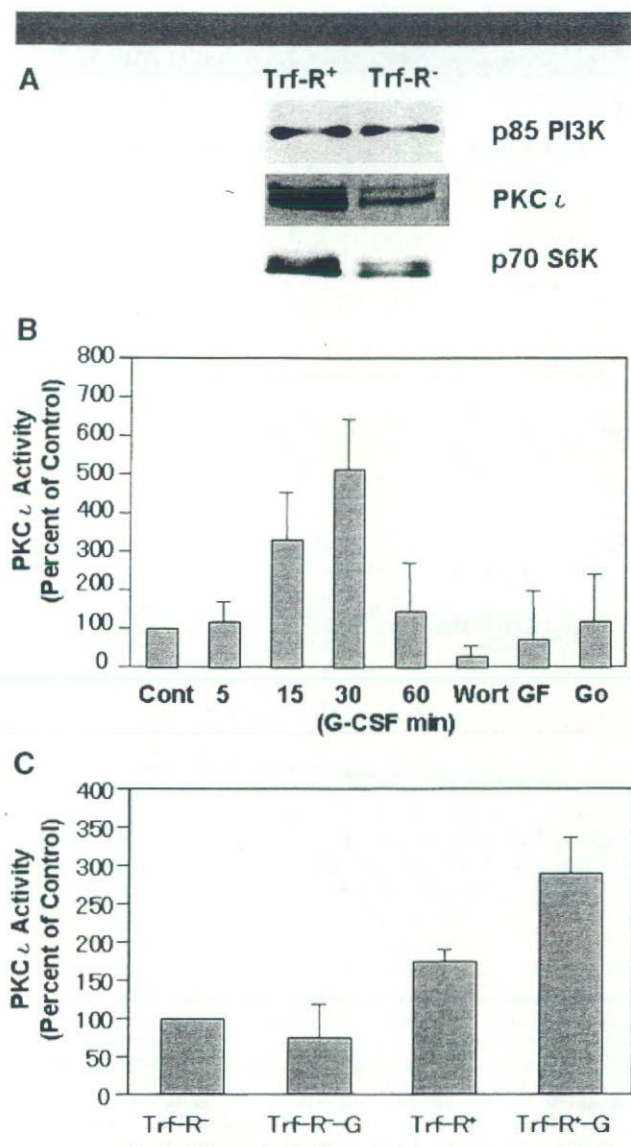 A
Trf-R+ Trf-R-
p85 PI3K
PKC ι
p70 S6K
B
PKC ι Activity
(Percent of Control)
800
700
600
500
400
300
200
100
0
Cont 5 15 30 60 Wort GF Go
(G-CSF min)
C
PKC ι Activity
(Percent of Control)
400
350
300
250
200
150
100
50
0
Trf-R- Trf-R--G Trf-R+ Trf-R+-G